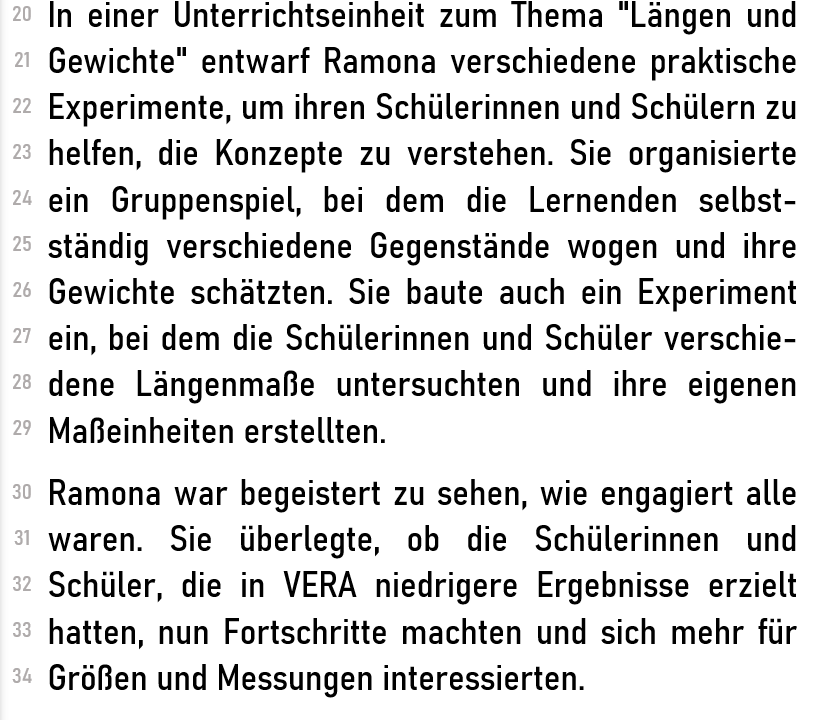 20 In einer Unterrichtseinheit zum Thema "Längen und
21 Gewichte" entwarf Ramona verschiedene praktische
22 Experimente, um ihren Schülerinnen und Schülern zu
23 helfen, die Konzepte zu verstehen. Sie organisierte
24 ein Gruppenspiel, bei dem die Lernenden selbst-
25 ständig verschiedene Gegenstände wogen und ihre
26 Gewichte schätzten. Sie baute auch ein Experiment
27 ein, bei dem die Schülerinnen und Schüler verschie-
28 dene Längenmaße untersuchten und ihre eigenen
29 Maßeinheiten erstellten.
30 Ramona war begeistert zu sehen, wie engagiert alle
31 waren. Sie überlegte, ob die Schülerinnen und
32 Schüler, die in VERA niedrigere Ergebnisse erzielt
33 hatten, nun Fortschritte machten und sich mehr für
34 Größen und Messungen interessierten.